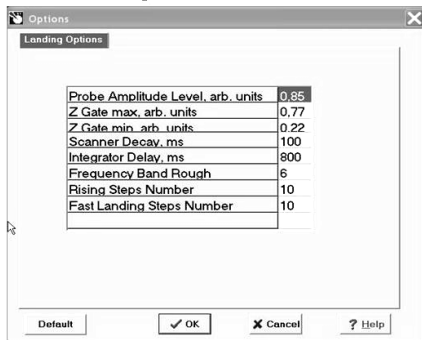 Options
Landing Options
Probe Amplitude Level, arb. units 0,85
Z Gate max, arb. units 0,77
Z Gate min, arb. units 0,22
Scanner Decay, ms 100
Integrator Delay, ms 800
Frequency Band Rough 6
Rising Steps Number 10
Fast Landing Steps Number 10
Default OK Cancel ? Help